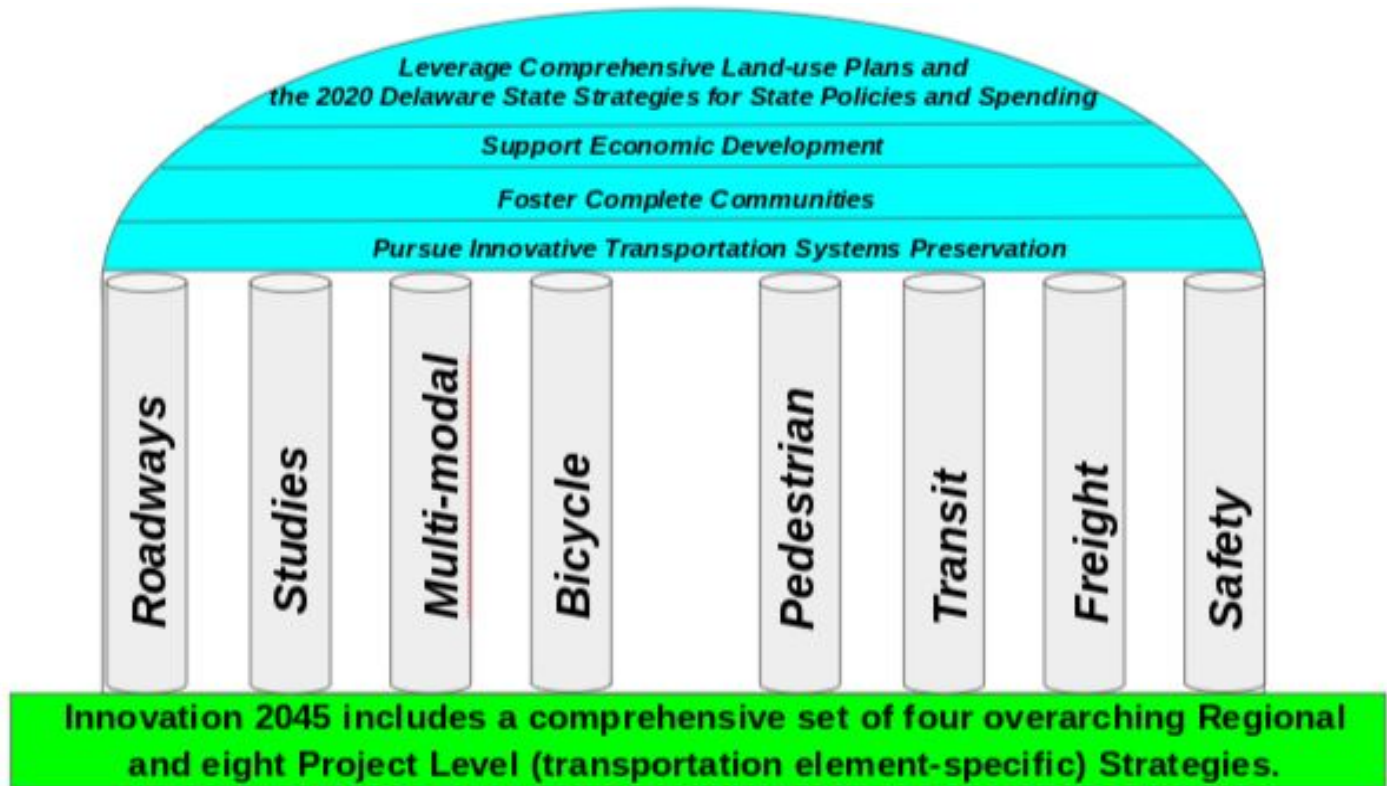 Leverage Comprehensive Land-use Plans and
the 2020 Delaware State Strategies for State Policies and Spending
Support Economic Development
Foster Complete Communities
Pursue Innovative Transportation Systems Preservation
Roadways
Studies
Multi-modal
Bicycle
Pedestrian
Transit
Freight
Safety
Innovation 2045 includes a comprehensive set of four overarching Regional
and eight Project Level (transportation element-specific) Strategies.